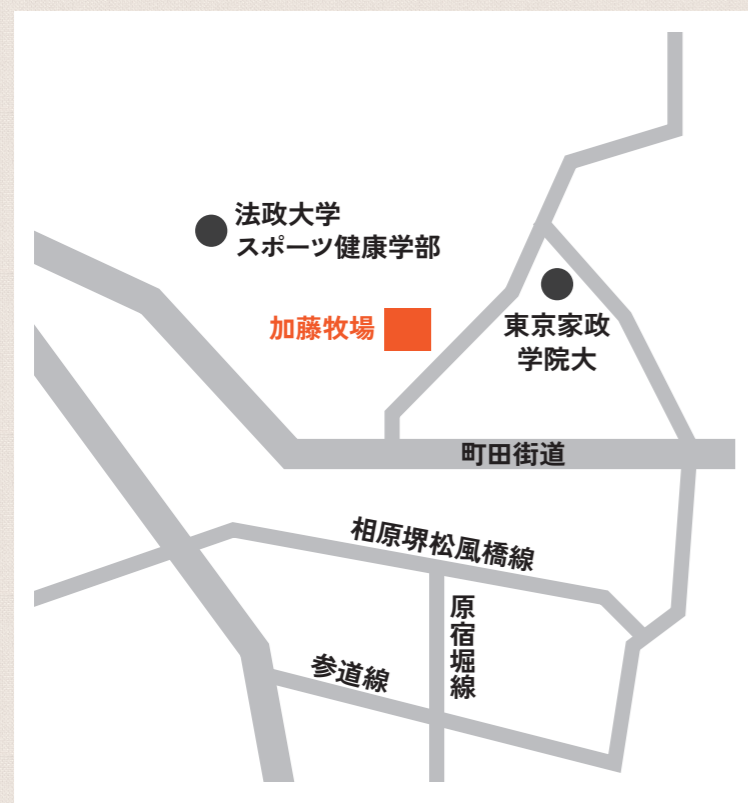 法政大学
スポーツ健康学部
加藤牧場
東京家政
学院大
町田街道
相原堺松風橋線
原宿堀線
参道線